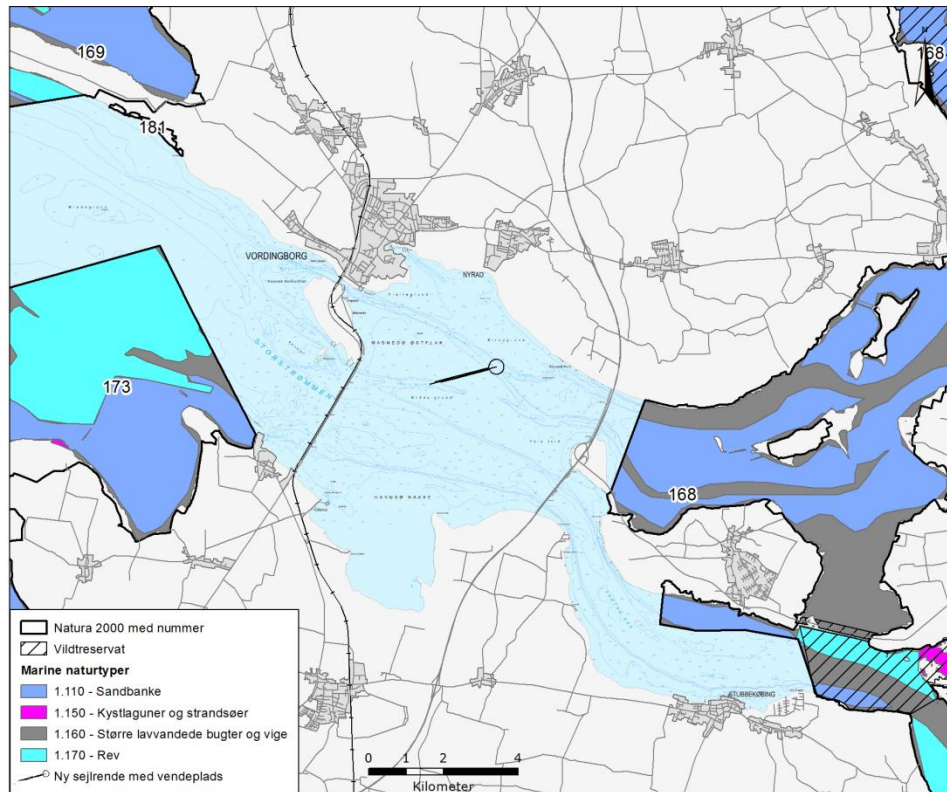 169
N
168
181
VORDINGBORG
NYRAD
MASNEDØ ØSTFLAK
STORSTRØMMEN
173
168
STUBBEKØBING
Natura 2000 med nummer
Vildtreservat
Marine naturtyper
1.110 - Sandbanke
1.150 - Kystlaguner og strandsøer
1.160 - Større lavvandede bugter og vige
1.170 - Rev
Ny sejlrende med vendeplads
0 2 4
Kilometer